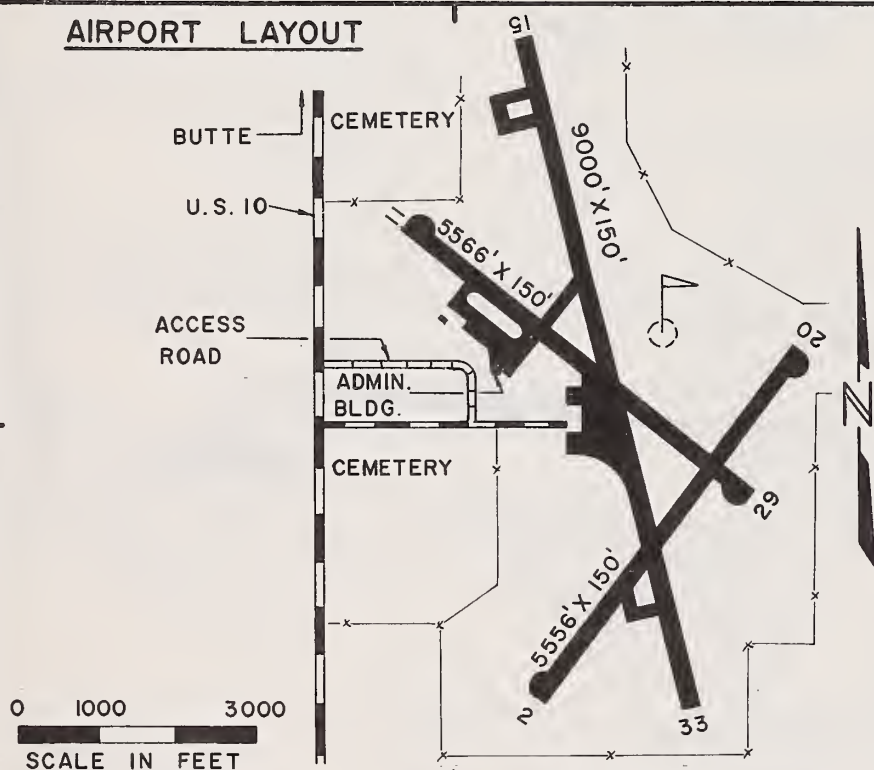 AIRPORT LAYOUT
15
BUTTE
CEMETERY
9000' X 150'
U.S. 10
11
5566' X 150'
ACCESS
ROAD
20
ADMIN.
BLDG.
N
CEMETERY
29
5556' X 150'
2
33
0 1000 3000
SCALE IN FEET